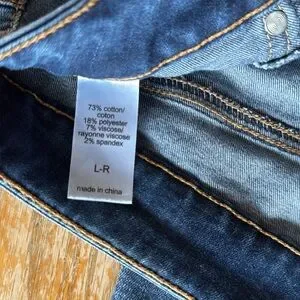 73% cotton/
coton
18% polyester
7% viscose/
rayonne viscose
2% spandex
L-R
made in china